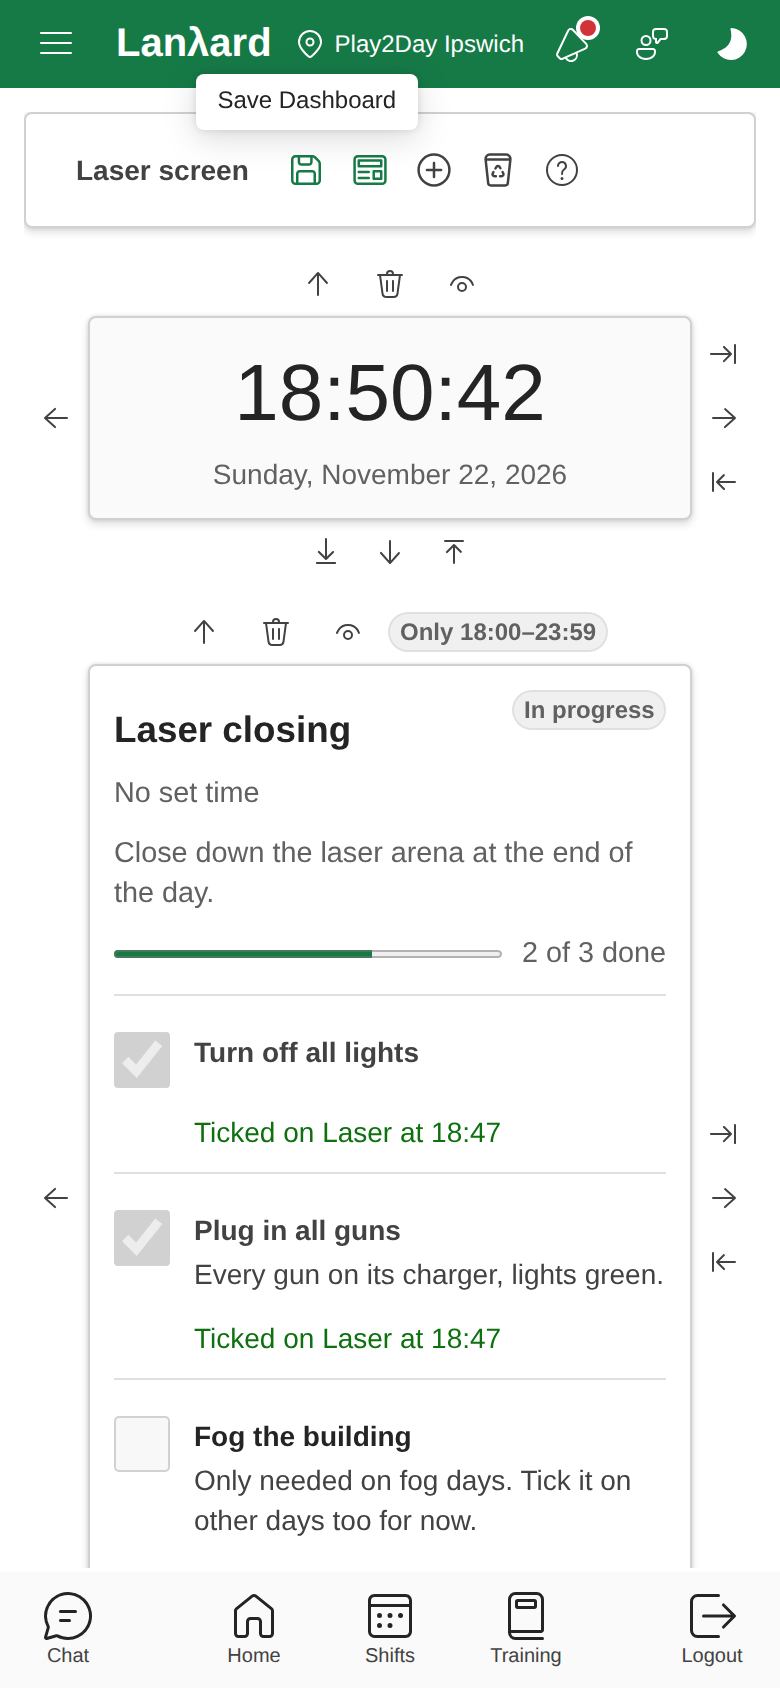 Lanλard
Play2Day Ipswich
Save Dashboard
Laser screen
18:50:42
Sunday, November 22, 2026
Only 18:00–23:59
In progress
Laser closing
No set time
Close down the laser arena at the end of
the day.
2 of 3 done
Turn off all lights
Ticked on Laser at 18:47
Plug in all guns
Every gun on its charger, lights green.
Ticked on Laser at 18:47
Fog the building
Only needed on fog days. Tick it on
other days too for now.
Chat
Home
Shifts
Training
Logout